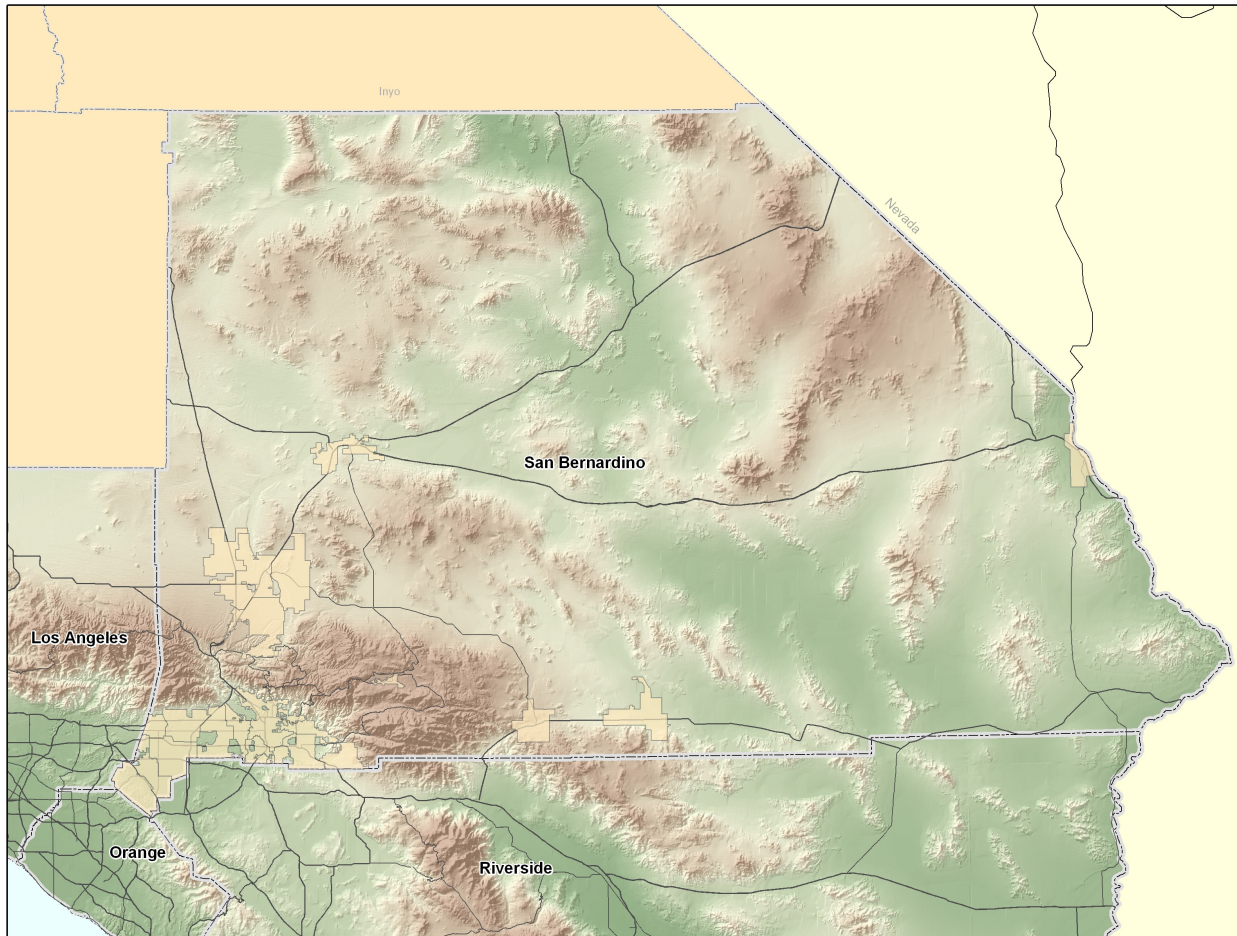 Inyo
Nevada
San Bernardino
Los Angeles
Orange
Riverside